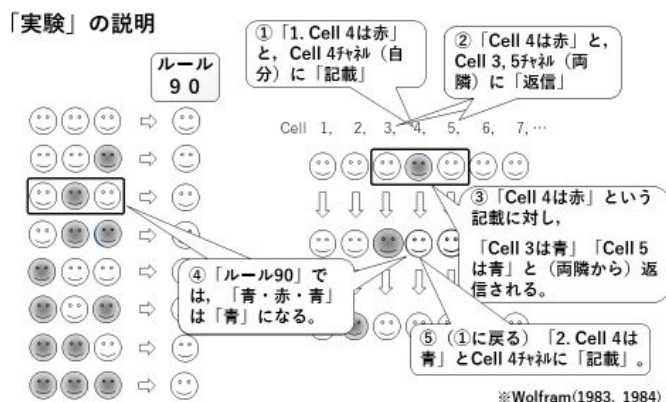 「実験」の説明
ルール
９０
①「1. Cell 4は赤」
と，Cell 4ﾁｬﾈﾙ（自
分）に「記載」
②「Cell 4は赤」と，
Cell 3, 5ﾁｬﾈﾙ（両
隣）に「返信」
Cell 1, 2, 3, 4, 5, 6, 7, …
③「Cell 4は赤」という
記載に対し，
「Cell 3は青」「Cell 5
は青」と（両隣から）返
信される。
④「ルール90」で
は，「青・赤・青」
は「青」になる。
⑤（①に戻る）「2. Cell 4は
青」とCell 4ﾁｬﾈﾙに「記載」。
※Wolfram(1983, 1984)